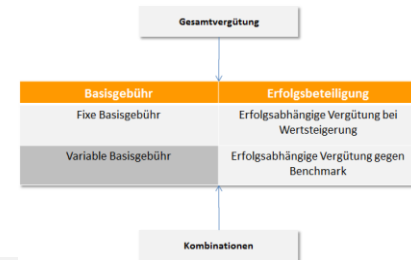 Gesamtvergütung
Basisgebühr
Erfolgsbeteiligung
Fixe Basisgebühr
Erfolgsabhängige Vergütung bei
Wertsteigerung
Variable Basisgebühr
Erfolgsabhängige Vergütung gegen
Benchmark
Kombinationen